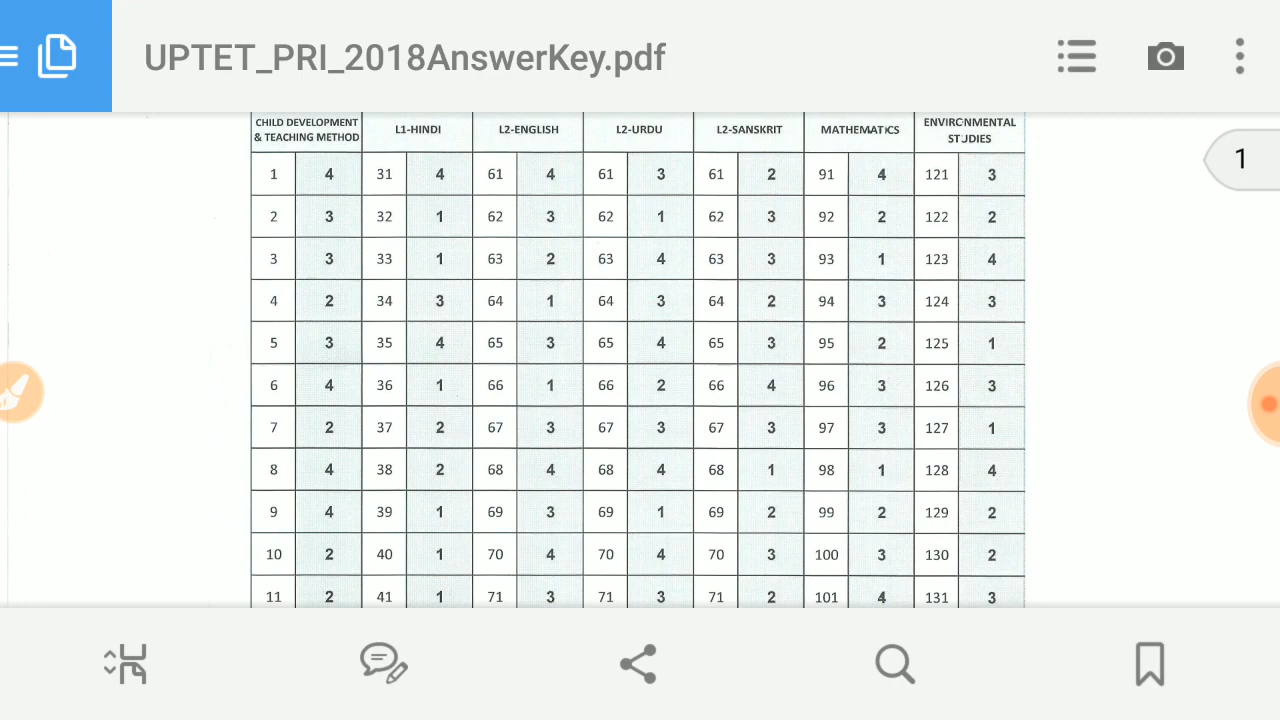 UPTET_PRI_2018AnswerKey.pdf
CHILD DEVELOPMENT & TEACHING METHOD L1-HINDI L2-ENGLISH L2-URDU L2-SANSKRIT MATHEMATICS ENVIRONMENTAL STUDIES
1
1 4 31 4 61 4 61 3 61 2 91 4 121 3
2 3 32 1 62 3 62 1 62 3 92 2 122 2
3 3 33 1 63 2 63 4 63 3 93 1 123 4
4 2 34 3 64 1 64 3 64 2 94 3 124 3
5 3 35 4 65 3 65 4 65 3 95 2 125 1
6 4 36 1 66 1 66 2 66 4 96 3 126 3
7 2 37 2 67 3 67 3 67 3 97 3 127 1
8 4 38 2 68 4 68 4 68 1 98 1 128 4
9 4 39 1 69 3 69 1 69 2 99 2 129 2
10 2 40 1 70 4 70 4 70 3 100 3 130 2
11 2 41 1 71 3 71 3 71 2 101 4 131 3